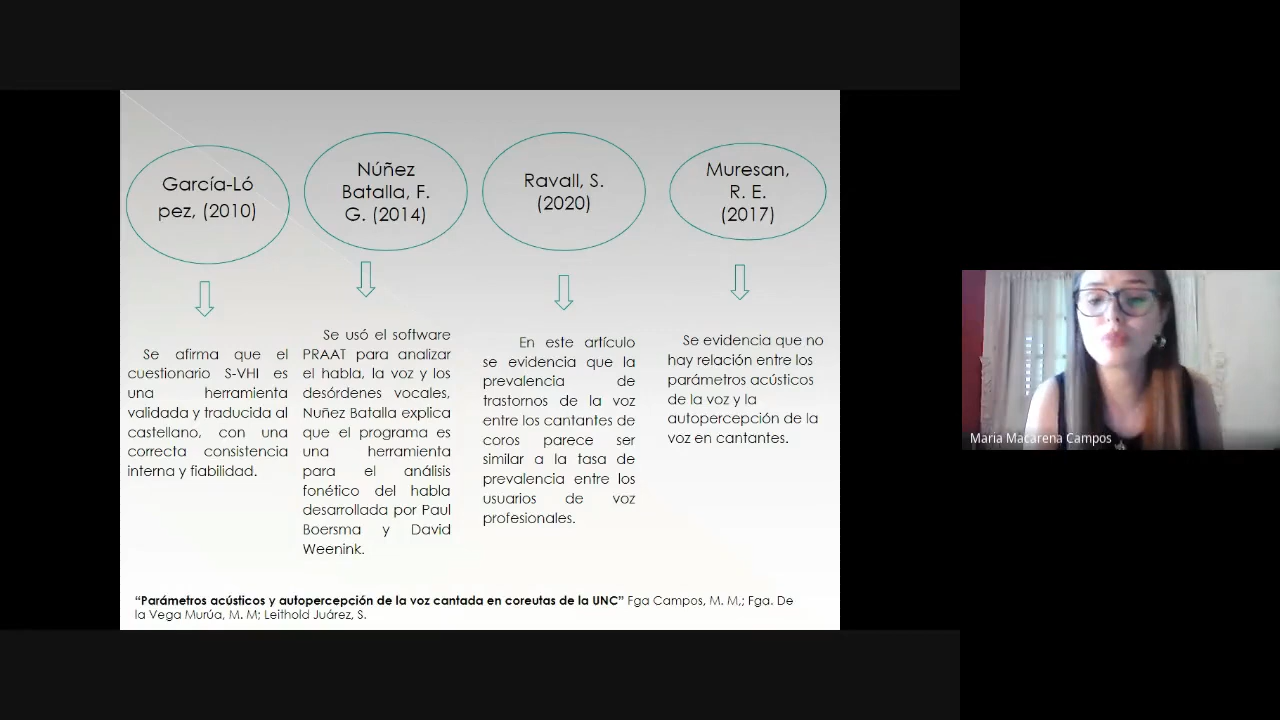 García-Ló
pez, (2010)
Núñez
Batalla, F.
G. (2014)
Ravall, S.
(2020)
Muresan,
R. E.
(2017)
Se afirma que el
cuestionario S-VHI es
una herramienta
validada y traducida al
castellano, con una
correcta consistencia
interna y fiabilidad.
Se usó el software
PRAAT para analizar
el habla, la voz y los
desórdenes vocales,
Nuñez Batalla explica
que el programa es
una herramienta
para el análisis
fonético del habla
desarrollada por Paul
Boersma y David
Weenink.
En este artículo
se evidencia que la
prevalencia de
trastornos de la voz
entre los cantantes de
coros parece ser
similar a la tasa de
prevalencia entre los
usuarios de voz
profesionales.
Se evidencia que no
hay relación entre los
parámetros acústicos
de la voz y la
autopercepción de la
voz en cantantes.
“Parámetros acústicos y autopercepción de la voz cantada en coreutas de la UNC” Fga Campos, M. M,; Fga. De
la Vega Murúa, M. M; Leithold Juárez, S.
Maria Macarena Campos